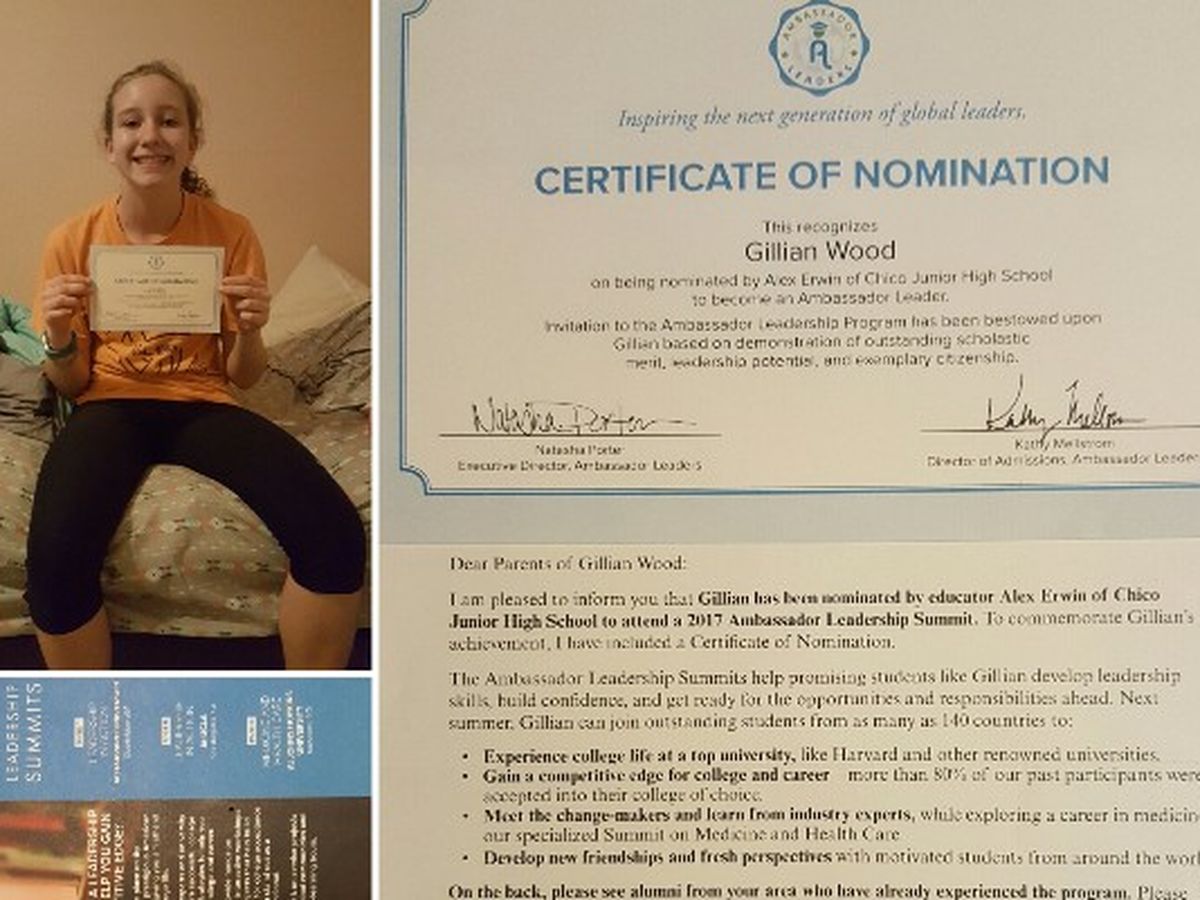 AMBASSADOR
LEADERS
Inspiring the next generation of global leaders.
CERTIFICATE OF NOMINATION
This recognizes
Gillian Wood
on being nominated by Alex Erwin of Chico Junior High School
to become an Ambassador Leader.
Invitation to the Ambassador Leadership Program has been bestowed upon
Gillian based on demonstration of outstanding scholastic
merit, leadership potential, and exemplary citizenship.
Natasha Porter
Kathy Mellstrom
Executive Director, Ambassador Leaders
Director of Admissions, Ambassador Leader
Dear Parents of Gillian Wood:
I am pleased to inform you that Gillian has been nominated by educator Alex Erwin of Chico
Junior High School to attend a 2017 Ambassador Leadership Summit. To commemorate Gillian's
achievement, I have included a Certificate of Nomination.
The Ambassador Leadership Summits help promising students like Gillian develop leadership
skills, build confidence, and get ready for the opportunities and responsibilities ahead. Next
summer, Gillian can join outstanding students from as many as 140 countries to:
• Experience college life at a top university, like Harvard and other renowned universities.
• Gain a competitive edge for college and career more than 80% of our past participants were
accepted into their college of choice.
• Meet the change-makers and learn from industry experts, while exploring a career in medicin
our specialized Summit on Medicine and Health Care
• Develop new friendships and fresh perspectives with motivated students from around the worl
On the back, please see alumni from your area who have already experienced the program. Please
LEADERSHIP
SUMMITS
A LEADERSHIP
ELP YOU GAIN
TITIVE EDGE?